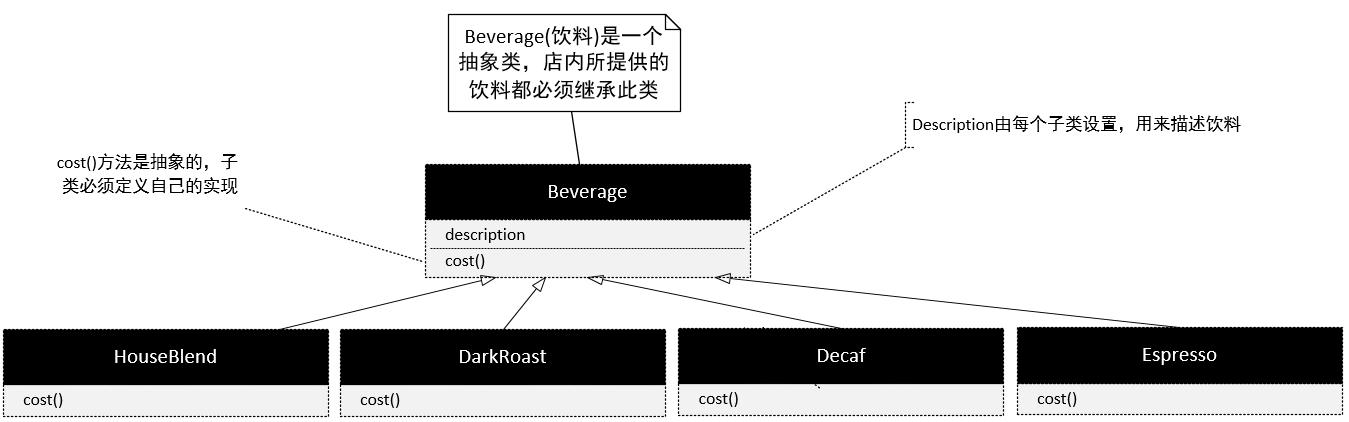 Beverage(饮料)是一个
抽象类，店内所提供的
饮料都必须继承此类
Description由每个子类设置，用来描述饮料
cost()方法是抽象的，子
类必须定义自己的实现
Beverage
description
cost()
HouseBlend
cost()
DarkRoast
cost()
Decaf
cost()
Espresso
cost()